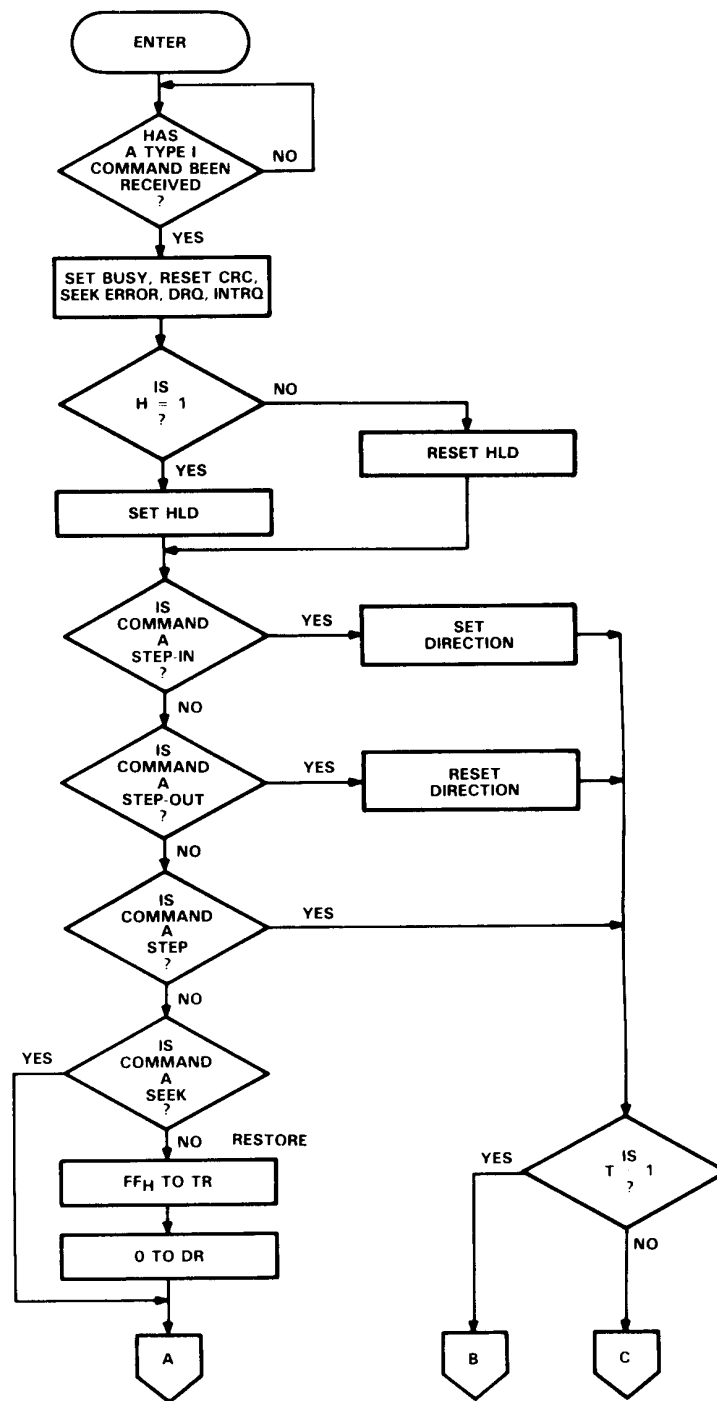 ENTER
HAS
A TYPE I
COMMAND BEEN
RECEIVED
?
NO
YES
SET BUSY, RESET CRC,
SEEK ERROR, DRQ, INTRQ
IS
H = 1
?
NO
YES
RESET HLD
SET HLD
IS
COMMAND
A
STEP-IN
?
YES
SET
DIRECTION
NO
IS
COMMAND
A
STEP-OUT
?
YES
RESET
DIRECTION
NO
IS
COMMAND
A
STEP
?
YES
NO
IS
COMMAND
A
SEEK
?
YES
NO RESTORE
FFH TO TR
0 TO DR
A
IS
T 1
?
YES
NO
B
C